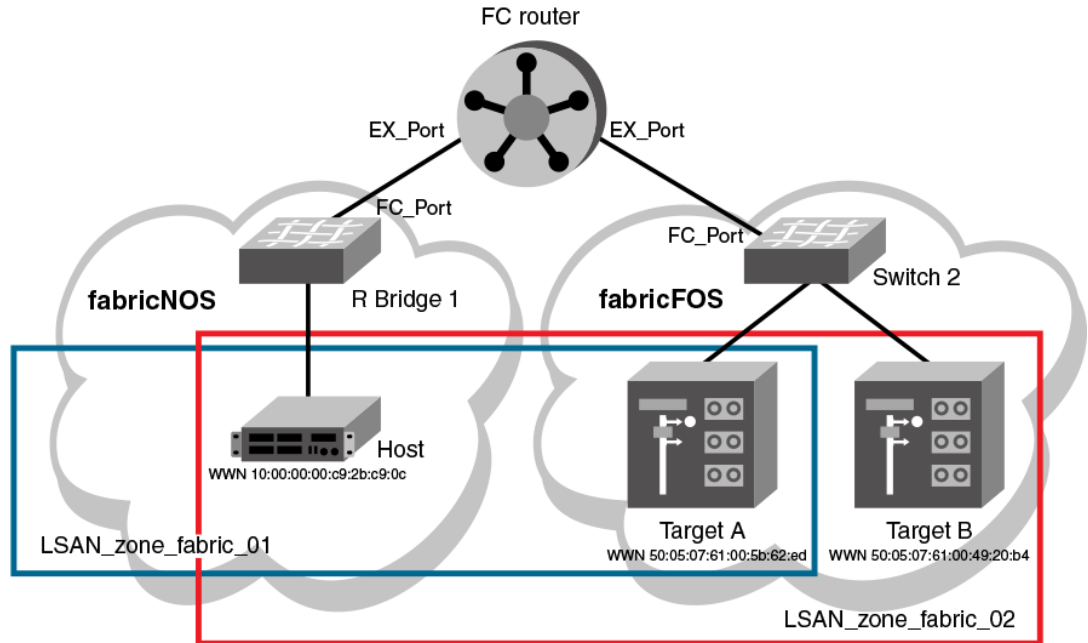 FC router
EX_Port
EX_Port
FC_Port
FC_Port
fabricNOS
R Bridge 1
fabricFOS
Switch 2
Host
WWN 10:00:00:00:c9:2b:c9:0c
Target A
WWN 50:05:07:61:00:5b:62:ed
Target B
WWN 50:05:07:61:00:49:20:b4
LSAN_zone_fabric_01
LSAN_zone_fabric_02